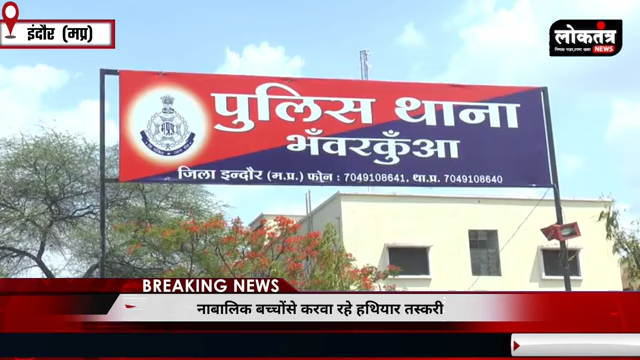 इंदौर (मप्र)
लोकतंत्र
NEWS
पुलिस थाना
भँवरकुँआ
जिला इन्दौर (म.प्र.) फ़ोन : 7049108641, था.प्र. 7049108640
BREAKING NEWS
नाबालिक बच्चोंसे करवा रहे हथियार तस्करी